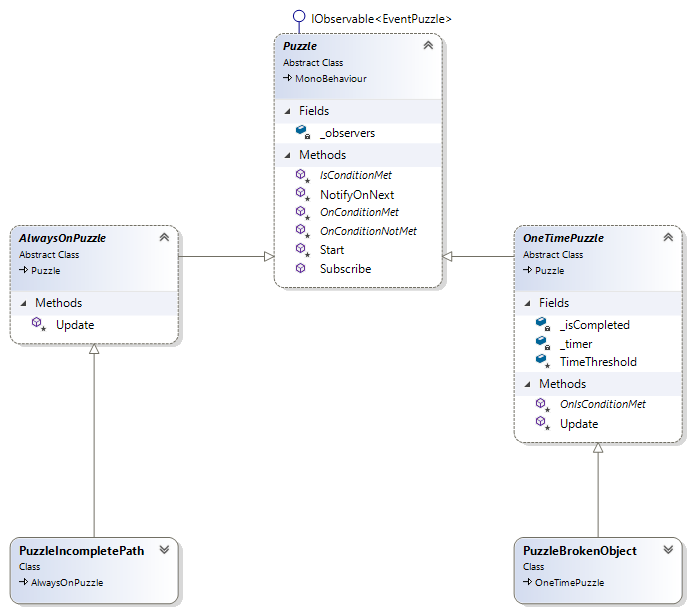 IObservable<EventPuzzle>
Puzzle
Abstract Class
MonoBehaviour
Fields
_observers
Methods
IsConditionMet
NotifyOnNext
OnConditionMet
OnConditionNotMet
Start
Subscribe
AlwaysOnPuzzle
Abstract Class
Puzzle
Methods
Update
OneTimePuzzle
Abstract Class
Puzzle
Fields
_isCompleted
_timer
TimeThreshold
Methods
OnIsConditionMet
Update
PuzzleIncompletePath
Class
AlwaysOnPuzzle
PuzzleBrokenObject
Class
OneTimePuzzle